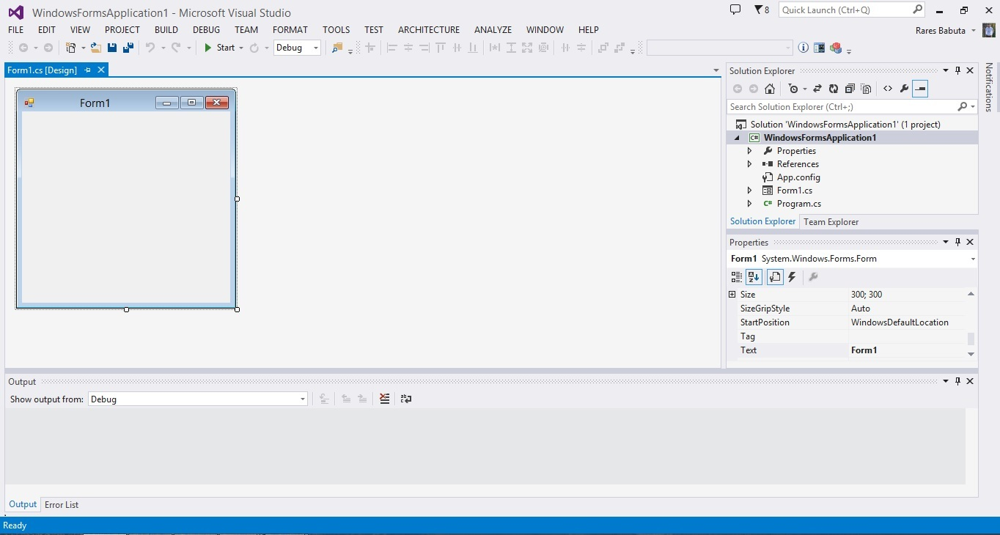 WindowsFormsApplication1 - Microsoft Visual Studio
8
Quick Launch (Ctrl+Q)
FILE EDIT VIEW PROJECT BUILD DEBUG TEAM FORMAT TOOLS TEST ARCHITECTURE ANALYZE WINDOW HELP
Rares Babuta
Start Debug
Form1.cs [Design]
Form1
Solution Explorer
Search Solution Explorer (Ctrl+;)
Solution 'WindowsFormsApplication1' (1 project)
C# WindowsFormsApplication1
Properties
References
App.config
Form1.cs
C# Program.cs
Solution Explorer Team Explorer
Notifications
Properties
Form1 System.Windows.Forms.Form
Size 300; 300
SizeGripStyle Auto
StartPosition WindowsDefaultLocation
Tag
Text Form1
Output
Show output from: Debug
Output Error List
Ready